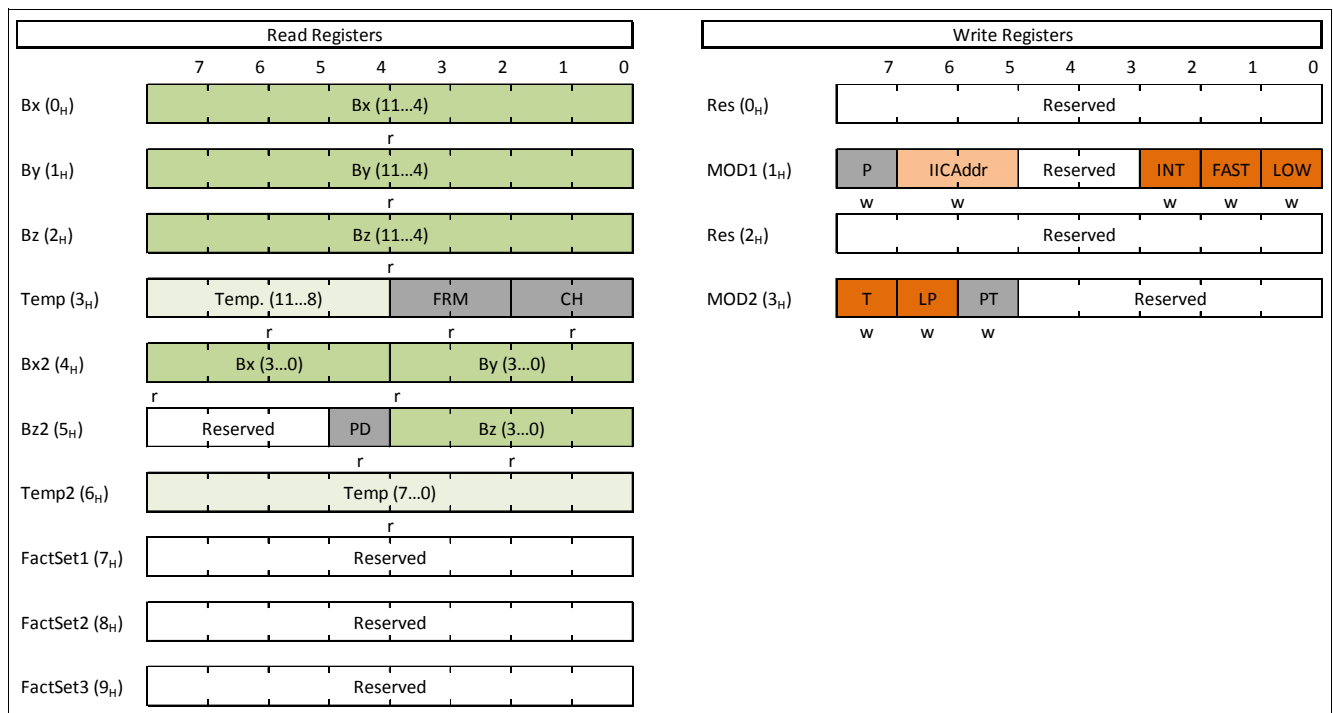 Read Registers
7 6 5 4 3 2 1 0
Bx (0H) Bx (11...4)
r
By (1H) By (11...4)
r
Bz (2H) Bz (11...4)
r
Temp (3H) Temp. (11...8) FRM CH
r r r
Bx2 (4H) Bx (3...0) By (3...0)
r r
Bz2 (5H) Reserved PD Bz (3...0)
r r
Temp2 (6H) Temp (7...0)
r
FactSet1 (7H) Reserved
FactSet2 (8H) Reserved
FactSet3 (9H) Reserved
Write Registers
7 6 5 4 3 2 1 0
Res (0H) Reserved
MOD1 (1H) P IICAddr Reserved INT FAST LOW
w w w w w
Res (2H) Reserved
MOD2 (3H) T LP PT Reserved
w w w